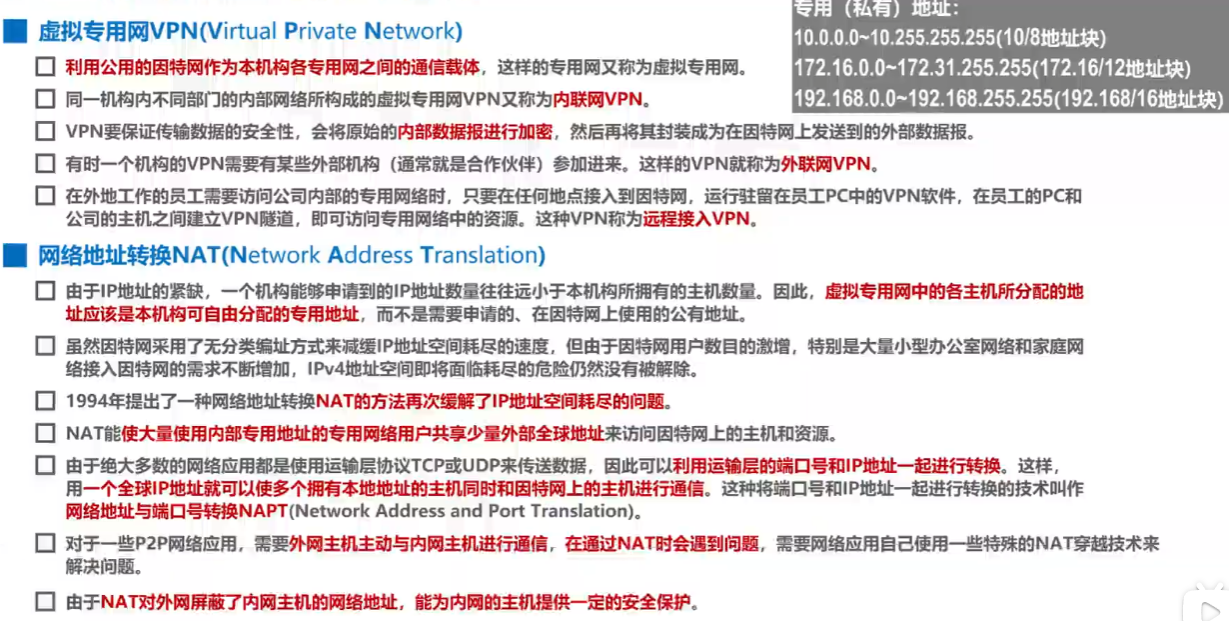 专用（私有）地址：
10.0.0.0~10.255.255.255(10/8地址块)
172.16.0.0~172.31.255.255(172.16/12地址块)
192.168.0.0~192.168.255.255(192.168/16地址块)
虚拟专用网VPN(Virtual Private Network)
利用公用的因特网作为本机构各专用网之间的通信载体，这样的专用网又称为虚拟专用网。
同一机构内不同部门的内部网络所构成的虚拟专用网VPN又称为内联网VPN。
VPN要保证传输数据的安全性，会将原始的内部数据报进行加密，然后再将其封装成为在因特网上发送到的外部数据报。
有时一个机构的VPN需要有某些外部机构（通常就是合作伙伴）参加进来。这样的VPN就称为外联网VPN。
在外地工作的员工需要访问公司内部的专用网络时，只要在任何地点接入到因特网，运行驻留在员工PC中的VPN软件，在员工的PC和
公司的主机之间建立VPN隧道，即可访问专用网络中的资源。这种VPN称为远程接入VPN。
网络地址转换NAT(Network Address Translation)
由于IP地址的紧缺，一个机构能够申请到的IP地址数量往往远小于本机构所拥有的主机数量。因此，虚拟专用网中的各主机所分配的地
址应该是本机构可自由分配的专用地址，而不是需要申请的、在因特网上使用的公有地址。
虽然因特网采用了无分类编址方式来减缓IP地址空间耗尽的速度，但由于因特网用户数目的激增，特别是大量小型办公室网络和家庭网
络接入因特网的需求不断增加，IPv4地址空间即将面临耗尽的危险仍然没有被解除。
1994年提出了一种网络地址转换NAT的方法再次缓解了IP地址空间耗尽的问题。
NAT能使大量使用内部专用地址的专用网络用户共享少量外部全球地址来访问因特网上的主机和资源。
由于绝大多数的网络应用都是使用运输层协议TCP或UDP来传送数据，因此可以利用运输层的端口号和IP地址一起进行转换。这样，
用一个全球IP地址就可以使多个拥有本地地址的主机同时和因特网上的主机进行通信。这种将端口号和IP地址一起进行转换的技术叫作
网络地址与端口号转换NAPT(Network Address and Port Translation)。
对于一些P2P网络应用，需要外网主机主动与内网主机进行通信，在通过NAT时会遇到问题，需要网络应用自己使用一些特殊的NAT穿越技术来
解决问题。
由于NAT对外网屏蔽了内网主机的网络地址，能为内网的主机提供一定的安全保护。